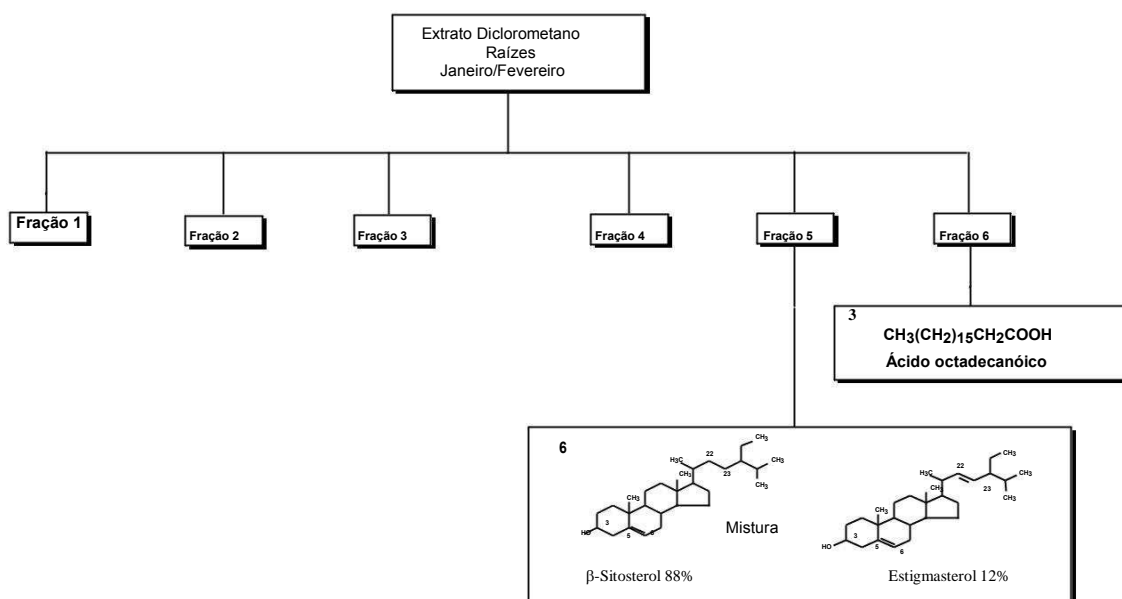 Extrato Diclorometano
Raízes
Janeiro/Fevereiro
Fração 1
Fração 2
Fração 3
Fração 4
Fração 5
Fração 6
3
CH3(CH2)15CH2COOH
Ácido octadecanóico
6
CH3
H3C
22
CH3
CH3
23
CH3
CH3
3
HO
5
6
β-Sitosterol 88%
Mistura
CH3
H3C
22
CH3
CH3
23
CH3
CH3
3
HO
5
6
Estigmasterol 12%